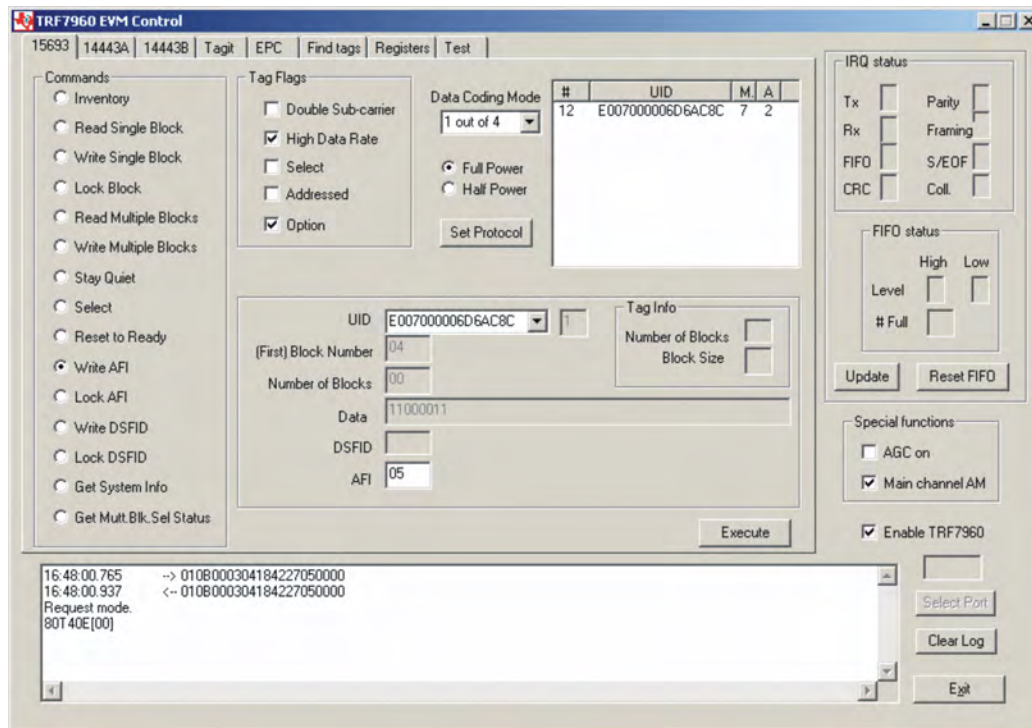 TRF7960 EVM Control
15693 14443A 14443B Tagit EPC Find tags Registers Test
Commands
Inventory
Read Single Block
Write Single Block
Lock Block
Read Multiple Blocks
Write Multiple Blocks
Stay Quiet
Select
Reset to Ready
Write AFI
Lock AFI
Write DSFID
Lock DSFID
Get System Info
Get Mutt.Blk.Sel Status
Tag Flags
Double Sub-carrier
High Data Rate
Select
Addressed
Option
Data Coding Mode
1 out of 4
Full Power
Half Power
Set Protocol
# UID M. A
12 E007000006D6AC8C 7 2
UID E007000006D6AC8C 1
(First) Block Number 04
Number of Blocks 00
Data 11000011
DSFID
AFI 05
Tag Info
Number of Blocks
Block Size
Execute
IRQ status
Tx Parity
Rx Framing
FIFO S/EOF
CRC Coll.
FIFO status
High Low
Level
# Full
Update Reset FIFO
Special functions
AGC on
Main channel AM
Enable TRF7960
Select Port
Clear Log
Exit
16:48:00.765 --> 010B000304184227050000
16:48:00.937 <-- 010B000304184227050000
Request mode.
80T40E[00]